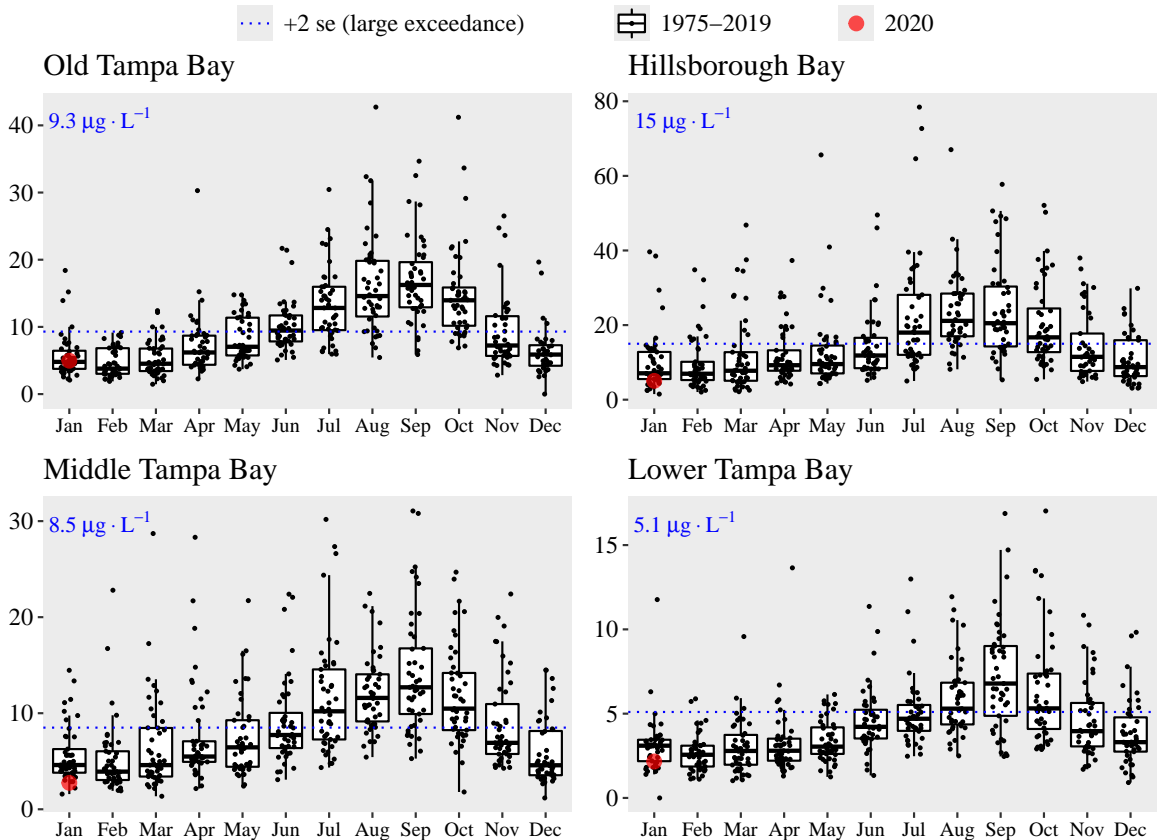 +2 se (large exceedance) 1975–2019 2020
Old Tampa Bay
9.3 μg · L⁻¹
40
30
20
10
0
Jan Feb Mar Apr May Jun Jul Aug Sep Oct Nov Dec
Hillsborough Bay
15 μg · L⁻¹
80
60
40
20
0
Jan Feb Mar Apr May Jun Jul Aug Sep Oct Nov Dec
Middle Tampa Bay
8.5 μg · L⁻¹
30
20
10
0
Jan Feb Mar Apr May Jun Jul Aug Sep Oct Nov Dec
Lower Tampa Bay
5.1 μg · L⁻¹
15
10
5
0
Jan Feb Mar Apr May Jun Jul Aug Sep Oct Nov Dec